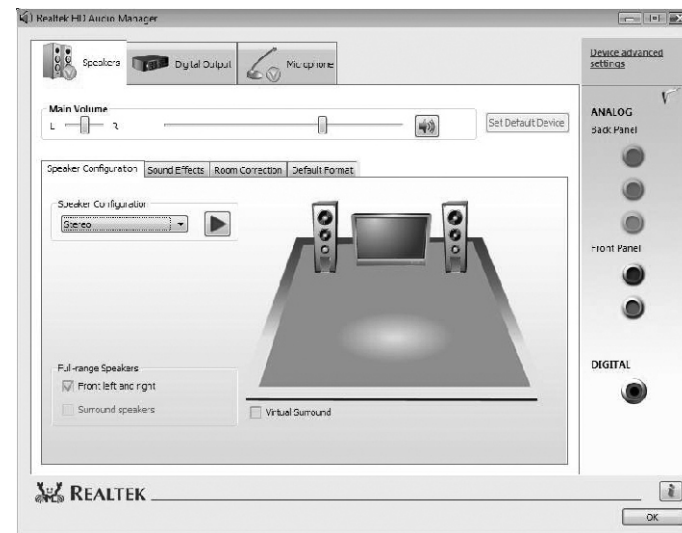 Realtek HD Audio Manager
Speakers
Digital Output
Microphone
Device advanced
settings
Main Volume
L
R
Set Default Device
ANALOG
Back Panel
Speaker Configuration
Sound Effects
Room Correction
Default Format
Speaker Configuration
Stereo
Front Panel
Full-range Speakers
Front left and right
Surround speakers
Virtual Surround
DIGITAL
REALTEK
i
OK